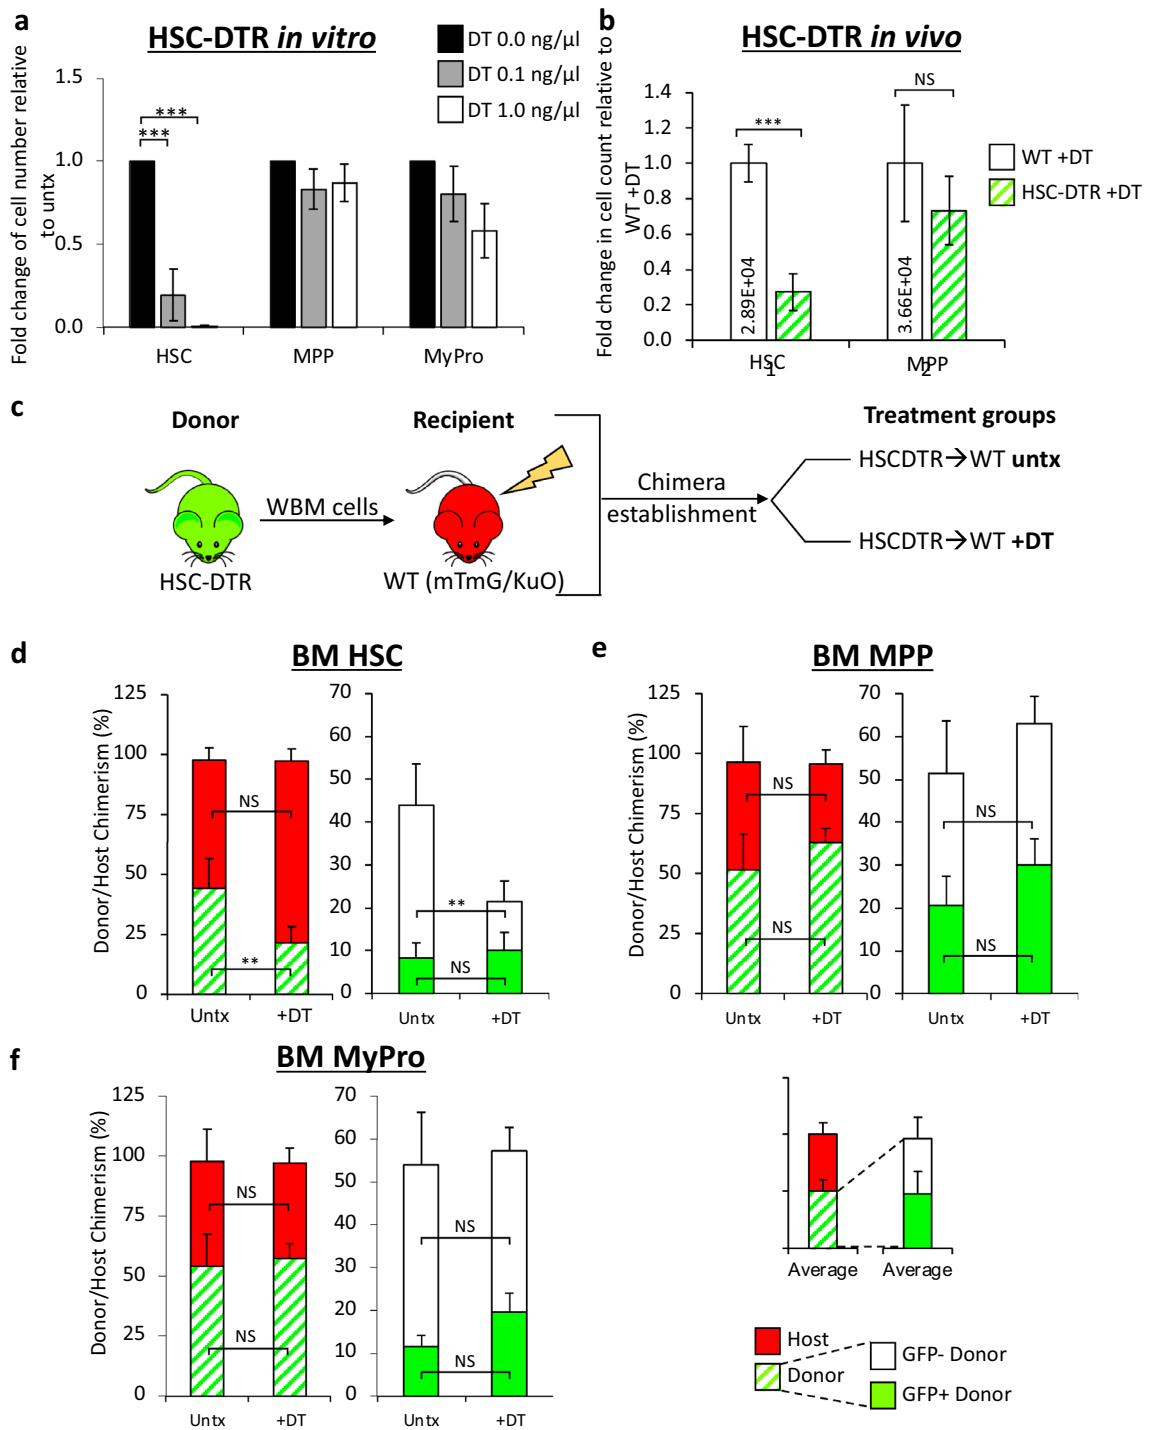 a
HSC-DTR in vitro
DT 0.0 ng/µl
DT 0.1 ng/µl
DT 1.0 ng/µl
Fold change of cell number relative
to untx
1.5
1.0
0.5
0.0
***
***
HSC
MPP
MyPro
b
HSC-DTR in vivo
Fold change in cell count relative to
WT +DT
1.4
1.2
1.0
0.8
0.6
0.4
0.2
0.0
***
NS
2.89E+04
3.66E+04
HSC
1
MPP
2
WT +DT
HSC-DTR +DT
c
Donor
Recipient
Treatment groups
WBM cells
HSC-DTR
WT (mTmG/KuO)
Chimera
establishment
HSCDTR→WT untx
HSCDTR→WT +DT
d
BM HSC
Donor/Host Chimerism (%)
125
100
75
50
25
0
NS
**
Untx
+DT
70
60
50
40
30
20
10
0
**
NS
Untx
+DT
e
BM MPP
Donor/Host Chimerism (%)
125
100
75
50
25
0
NS
NS
Untx
+DT
70
60
50
40
30
20
10
0
NS
NS
Untx
+DT
f
BM MyPro
Donor/Host Chimerism (%)
125
100
75
50
25
0
NS
NS
Untx
+DT
70
60
50
40
30
20
10
0
NS
NS
Untx
+DT
Average
Average
Host
Donor
GFP- Donor
GFP+ Donor